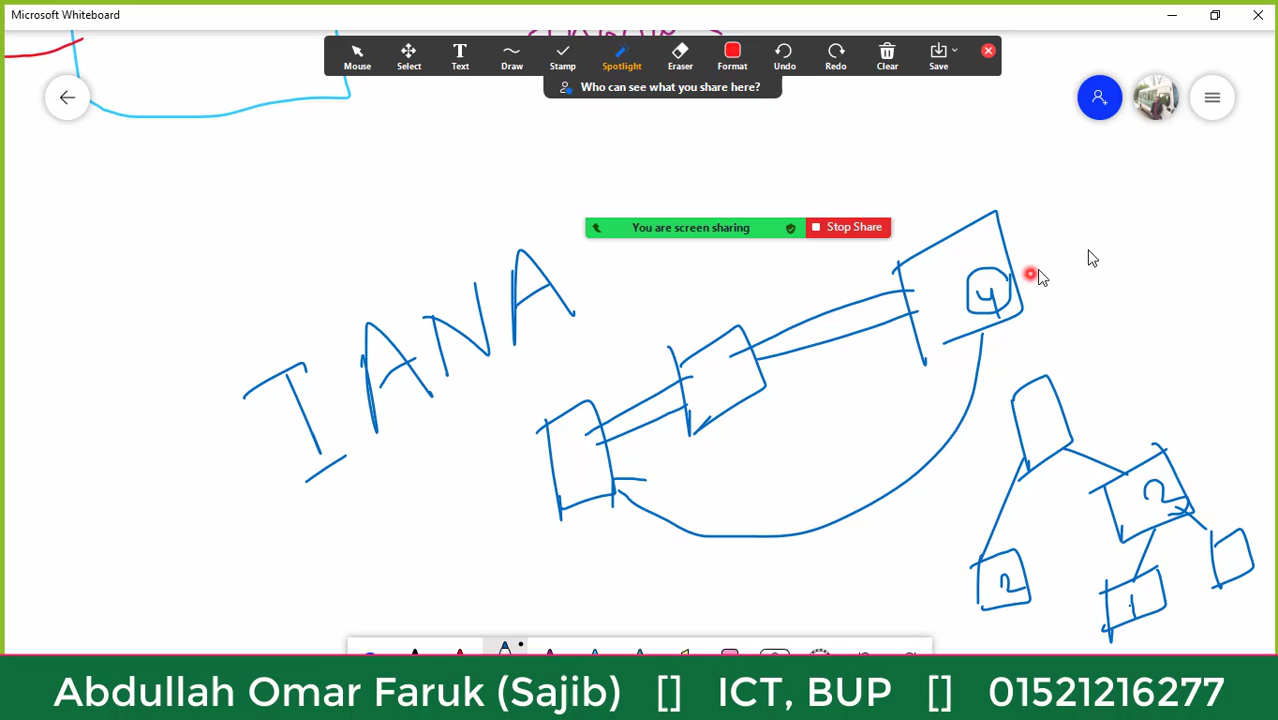 Microsoft Whiteboard
Mouse Select Text Draw Stamp Spotlight Eraser Format Undo Redo Clear Save
Who can see what you share here?
You are screen sharing Stop Share
IANA
4
2
2
1
Abdullah Omar Faruk (Sajib) [] ICT, BUP [] 01521216277